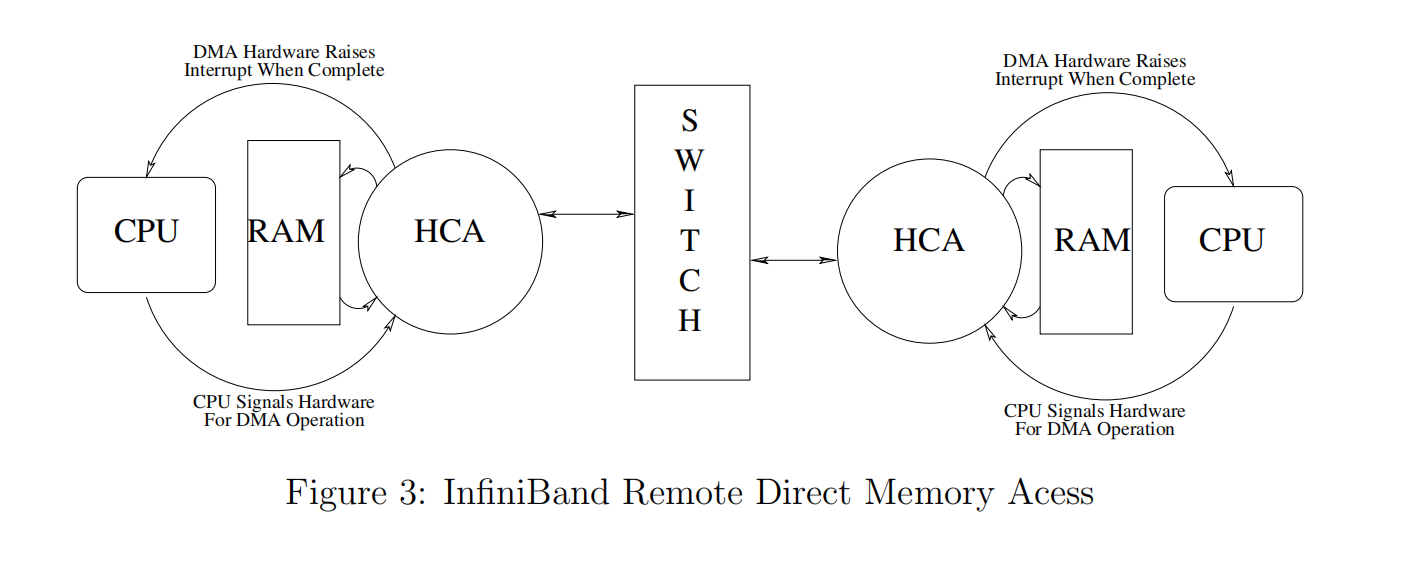 DMA Hardware Raises
Interrupt When Complete
CPU
RAM
HCA
CPU Signals Hardware
For DMA Operation
S
W
I
T
C
H
DMA Hardware Raises
Interrupt When Complete
HCA
RAM
CPU
CPU Signals Hardware
For DMA Operation
Figure 3: InfiniBand Remote Direct Memory Acess